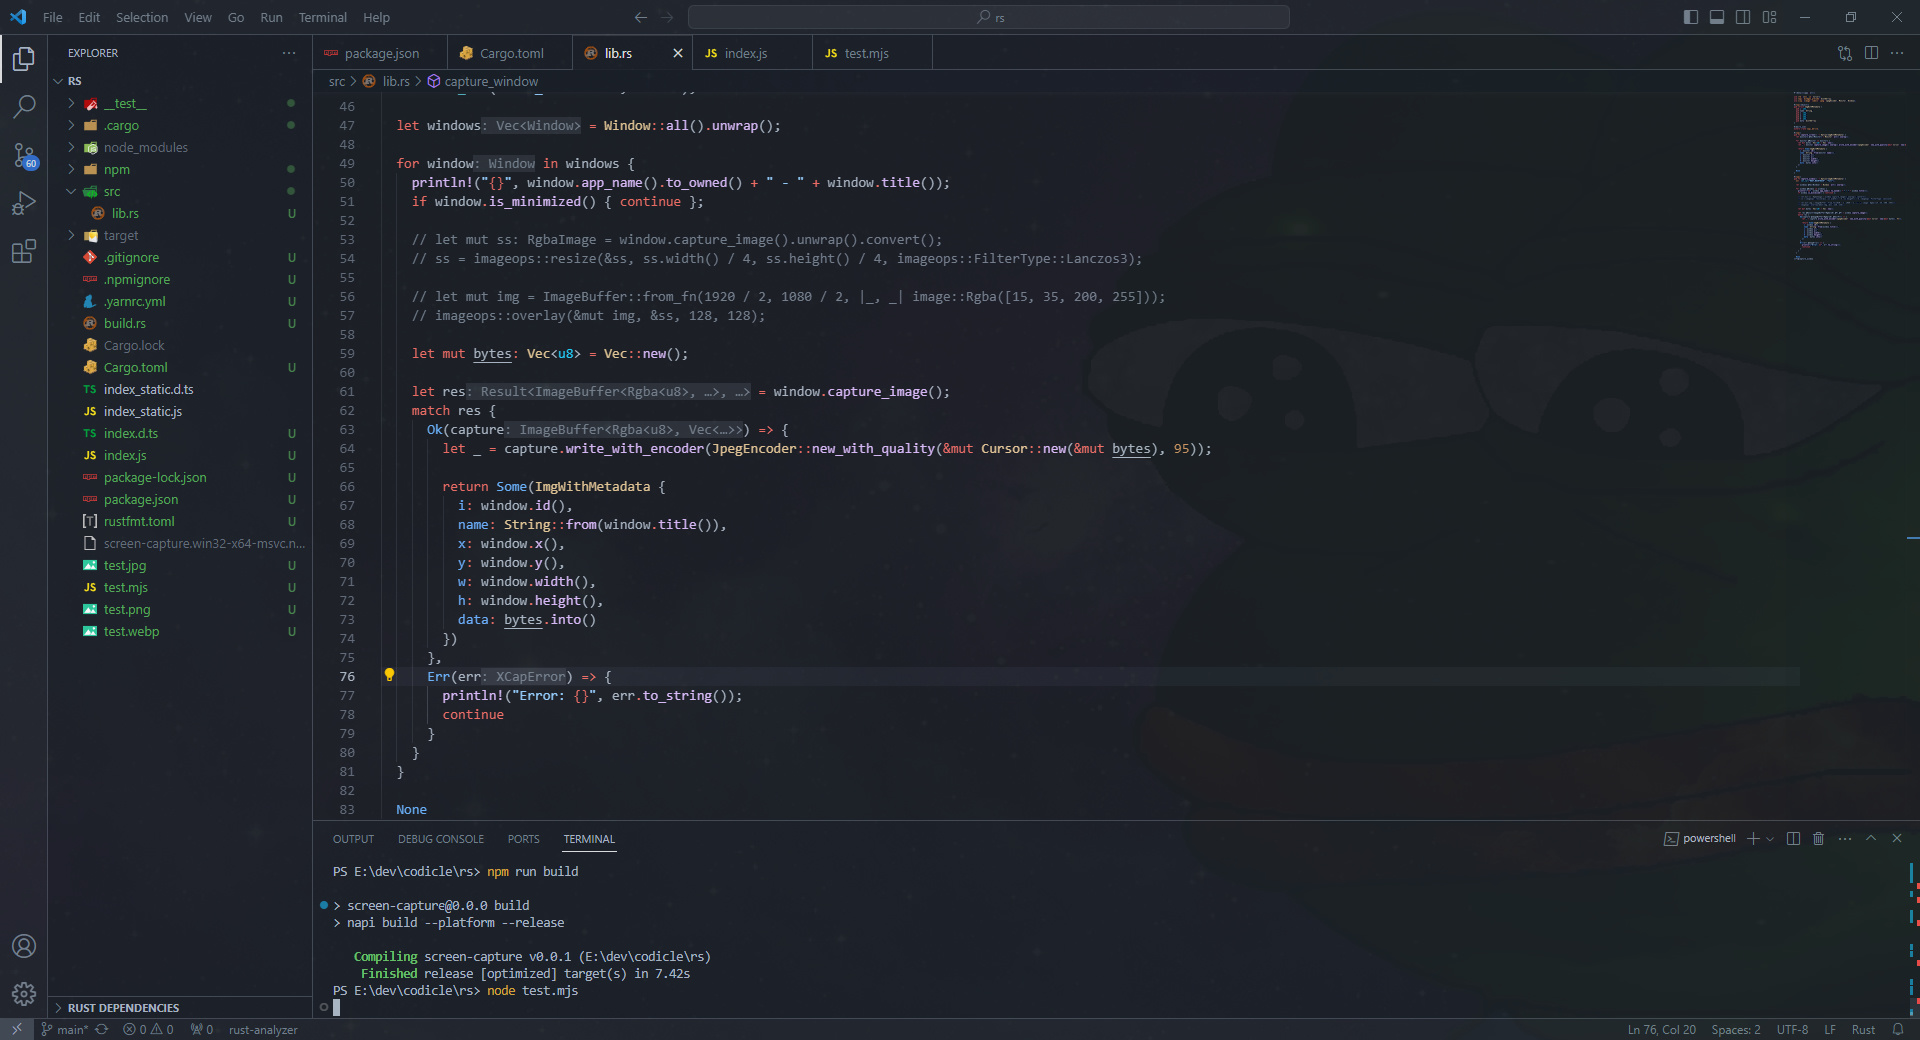 File Edit Selection View Go Run Terminal Help
rs
EXPLORER
RS
__test__
.cargo
node_modules
npm
src
lib.rs U
target
.gitignore U
.npmignore U
.yarnrc.yml U
build.rs U
Cargo.lock
Cargo.toml U
TS index_static.d.ts
JS index_static.js
TS index.d.ts U
JS index.js U
package-lock.json U
package.json U
[T] rustfmt.toml U
screen-capture.win32-x64-msvc.n...
test.jpg U
JS test.mjs U
test.png U
test.webp U
RUST DEPENDENCIES
60
package.json
Cargo.toml
lib.rs
JS index.js
JS test.mjs
src > lib.rs > capture_window
46
47 let windows: Vec<Window> = Window::all().unwrap();
48
49 for window: Window in windows {
50 println!("{}", window.app_name().to_owned() + " - " + window.title());
51 if window.is_minimized() { continue };
52
53 // let mut ss: RgbaImage = window.capture_image().unwrap().convert();
54 // ss = imageops::resize(&ss, ss.width() / 4, ss.height() / 4, imageops::FilterType::Lanczos3);
55
56 // let mut img = ImageBuffer::from_fn(1920 / 2, 1080 / 2, |_, _| image::Rgba([15, 35, 200, 255]));
57 // imageops::overlay(&mut img, &ss, 128, 128);
58
59 let mut bytes: Vec<u8> = Vec::new();
60
61 let res: Result<ImageBuffer<Rgba<u8>, …>, …> = window.capture_image();
62 match res {
63 Ok(capture: ImageBuffer<Rgba<u8>, Vec<…>>) => {
64 let _ = capture.write_with_encoder(JpegEncoder::new_with_quality(&mut Cursor::new(&mut bytes), 95));
65
66 return Some(ImgWithMetadata {
67 i: window.id(),
68 name: String::from(window.title()),
69 x: window.x(),
70 y: window.y(),
71 w: window.width(),
72 h: window.height(),
73 data: bytes.into()
74 })
75 },
76 Err(err: XCapError) => {
77 println!("Error: {}", err.to_string());
78 continue
79 }
80 }
81 }
82
83 None
OUTPUT DEBUG CONSOLE PORTS TERMINAL
powershell
PS E:\dev\codicle\rs> npm run build
> screen-capture@0.0.0 build
> napi build --platform --release
Compiling screen-capture v0.0.1 (E:\dev\codicle\rs)
Finished release [optimized] target(s) in 7.42s
PS E:\dev\codicle\rs> node test.mjs
main* 0 0 0 rust-analyzer
Ln 76, Col 20 Spaces: 2 UTF-8 LF Rust